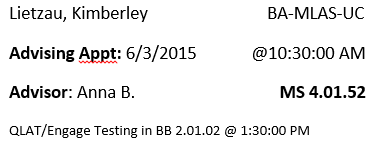 Lietzau, Kimberley BA-MLAS-UC
Advising Appt: 6/3/2015 @10:30:00 AM
Advisor: Anna B. MS 4.01.52
QLAT/Engage Testing in BB 2.01.02 @ 1:30:00 PM